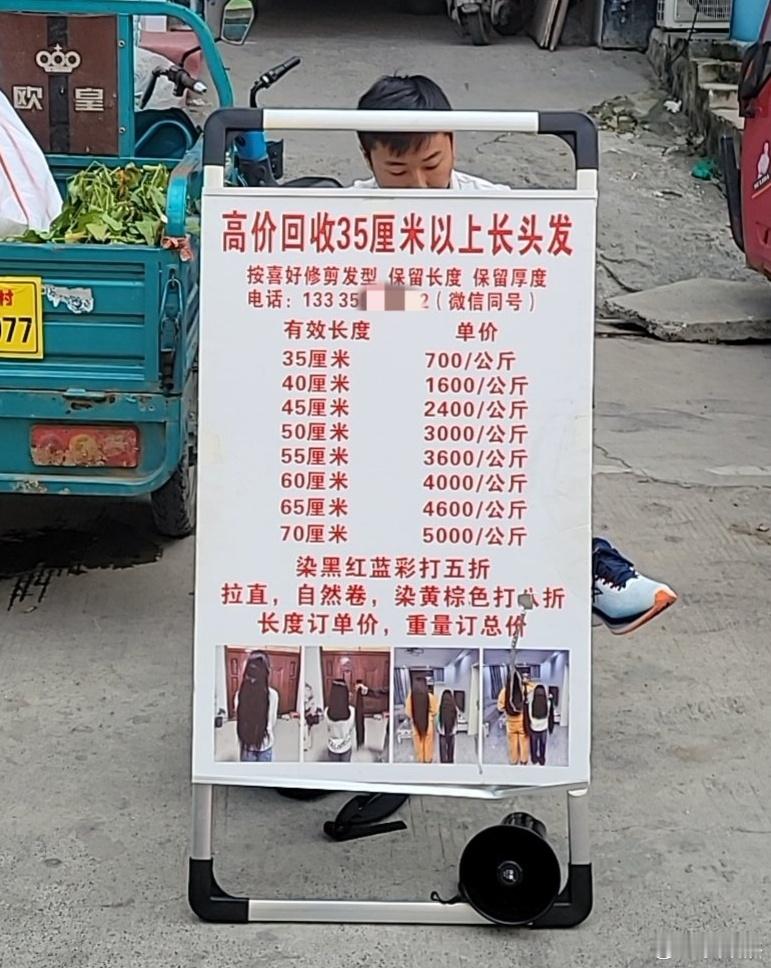 欧皇
村
077
高价回收35厘米以上长头发
按喜好修剪发型 保留长度 保留厚度
电话：133 35 2（微信同号）
有效长度 单价
35厘米 700/公斤
40厘米 1600/公斤
45厘米 2400/公斤
50厘米 3000/公斤
55厘米 3600/公斤
60厘米 4000/公斤
65厘米 4600/公斤
70厘米 5000/公斤
染黑红蓝彩打五折
拉直，自然卷，染黄棕色打八折
长度订单价，重量订总价